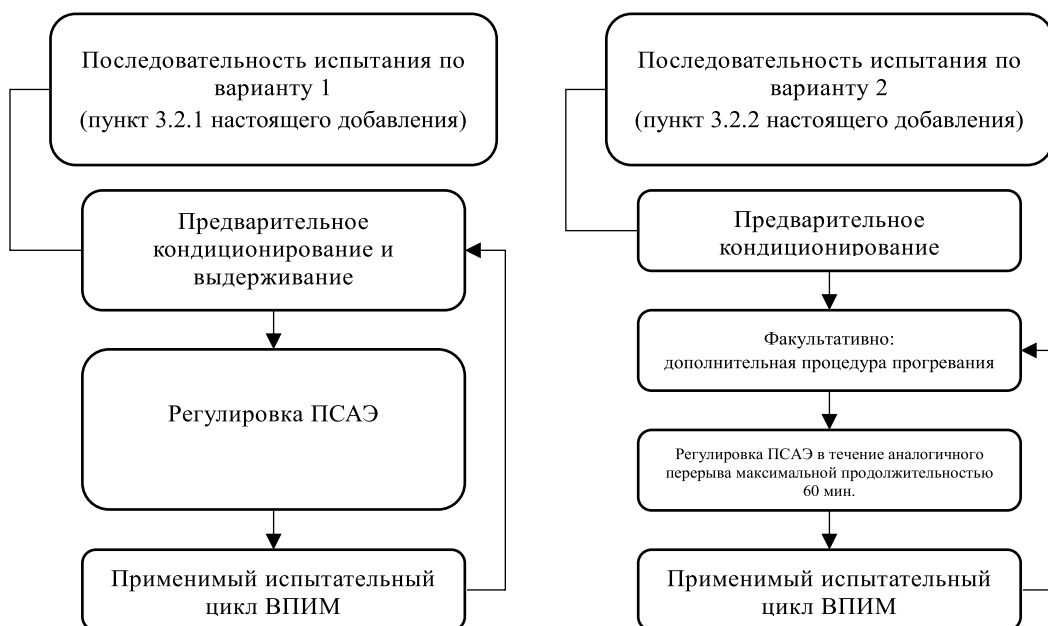 Последовательность испытания по
варианту 1
(пункт 3.2.1 настоящего добавления)
Предварительное
кондиционирование и
выдерживание
Регулировка ПСАЭ
Применимый испытательный
цикл ВПИМ
Последовательность испытания по
варианту 2
(пункт 3.2.2 настоящего добавления)
Предварительное
кондиционирование
Факультативно:
дополнительная процедура прогревания
Регулировка ПСАЭ в течение аналогичного
перерыва максимальной продолжительностью
60 мин.
Применимый испытательный
цикл ВПИМ